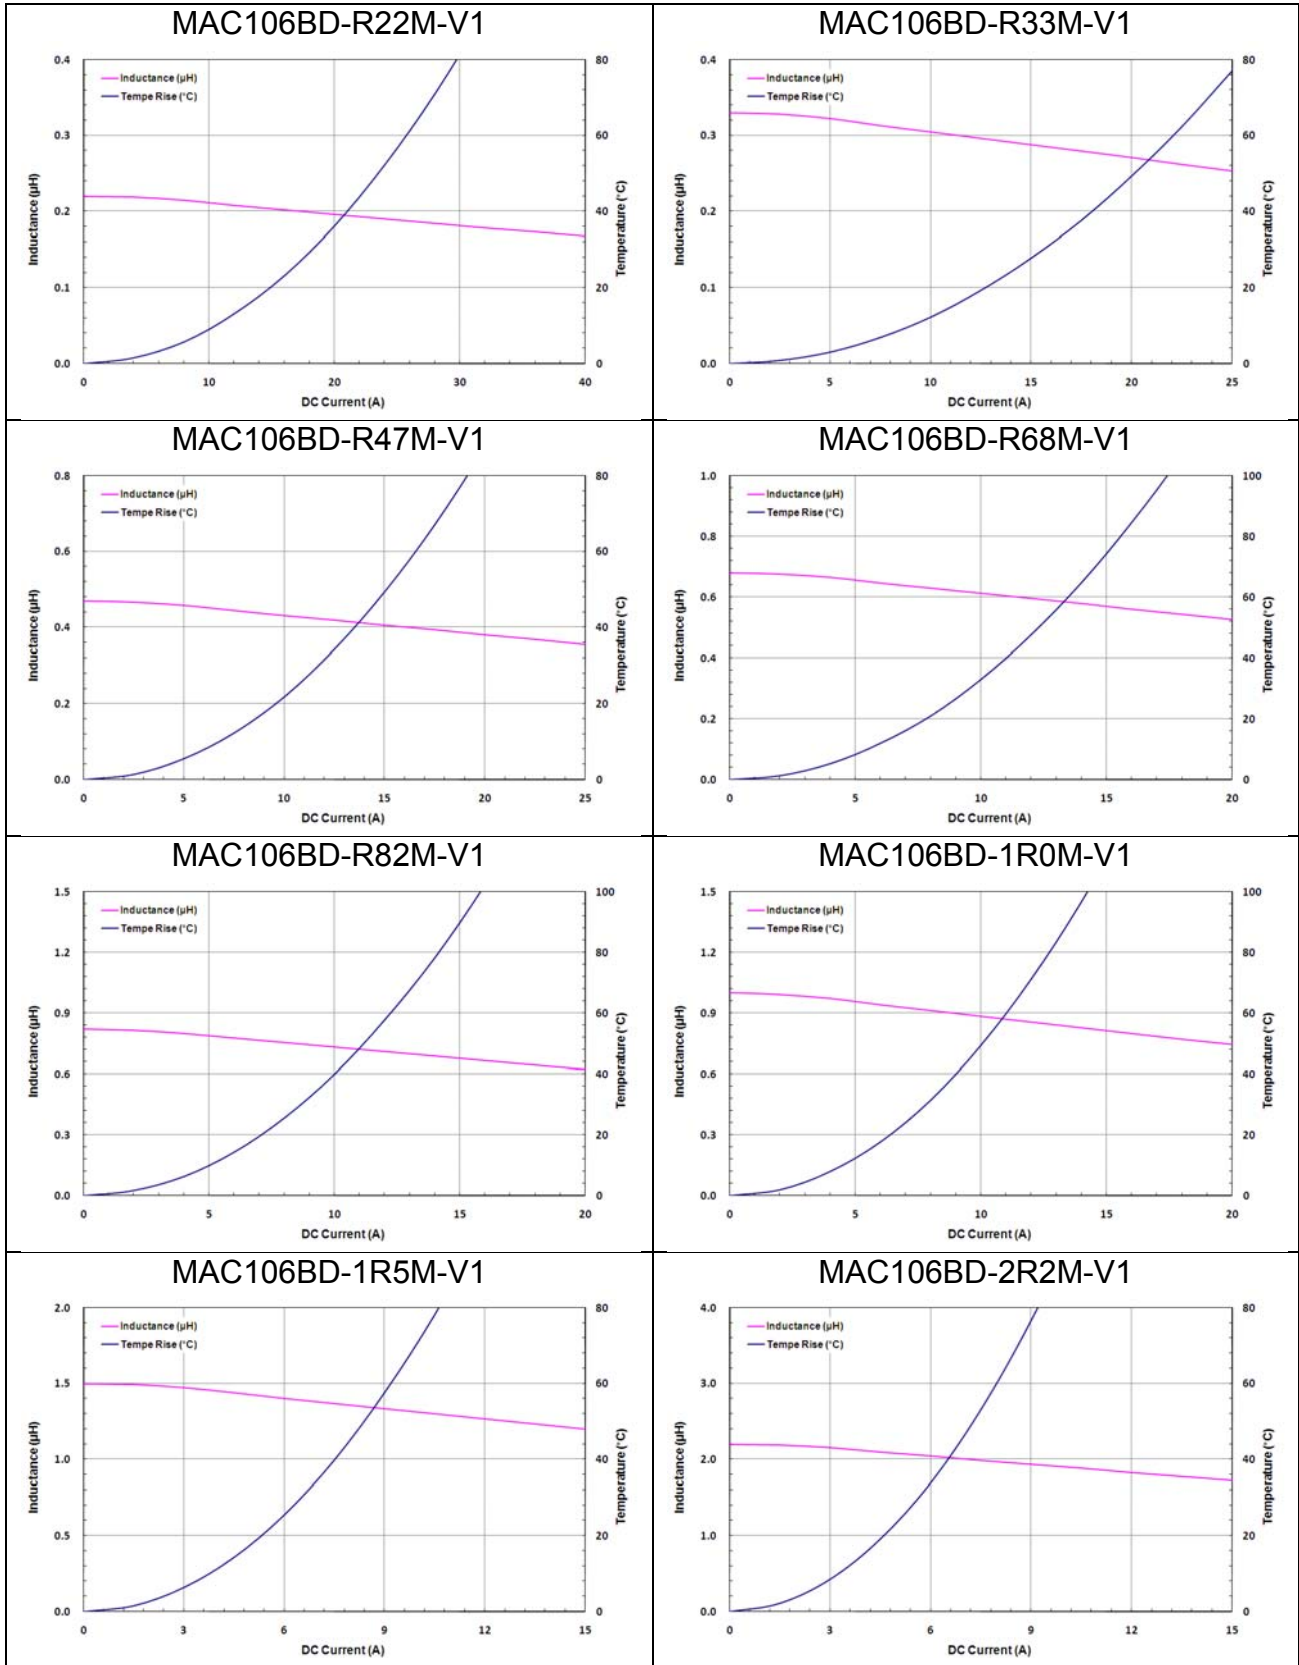 MAC106BD-R22M-V1
0.4
0.3
0.2
0.1
0.0
Inductance (µH)
Inductance (µH)
Tempe Rise (°C)
80
60
40
20
0
Temperature (°C)
0 10 20 30 40
DC Current (A)
MAC106BD-R33M-V1
0.4
0.3
0.2
0.1
0.0
Inductance (µH)
Inductance (µH)
Tempe Rise (°C)
80
60
40
20
0
Temperature (°C)
0 5 10 15 20 25
DC Current (A)
MAC106BD-R47M-V1
0.8
0.6
0.4
0.2
0.0
Inductance (µH)
Inductance (µH)
Tempe Rise (°C)
80
60
40
20
0
Temperature (°C)
0 5 10 15 20 25
DC Current (A)
MAC106BD-R68M-V1
1.0
0.8
0.6
0.4
0.2
0.0
Inductance (µH)
Inductance (µH)
Tempe Rise (°C)
100
80
60
40
20
0
Temperature (°C)
0 5 10 15 20
DC Current (A)
MAC106BD-R82M-V1
1.5
1.2
0.9
0.6
0.3
0.0
Inductance (µH)
Inductance (µH)
Tempe Rise (°C)
100
80
60
40
20
0
Temperature (°C)
0 5 10 15 20
DC Current (A)
MAC106BD-1R0M-V1
1.5
1.2
0.9
0.6
0.3
0.0
Inductance (µH)
Inductance (µH)
Tempe Rise (°C)
100
80
60
40
20
0
Temperature (°C)
0 5 10 15 20
DC Current (A)
MAC106BD-1R5M-V1
2.0
1.5
1.0
0.5
0.0
Inductance (µH)
Inductance (µH)
Tempe Rise (°C)
80
60
40
20
0
Temperature (°C)
0 3 6 9 12 15
DC Current (A)
MAC106BD-2R2M-V1
4.0
3.0
2.0
1.0
0.0
Inductance (µH)
Inductance (µH)
Tempe Rise (°C)
80
60
40
20
0
Temperature (°C)
0 3 6 9 12 15
DC Current (A)